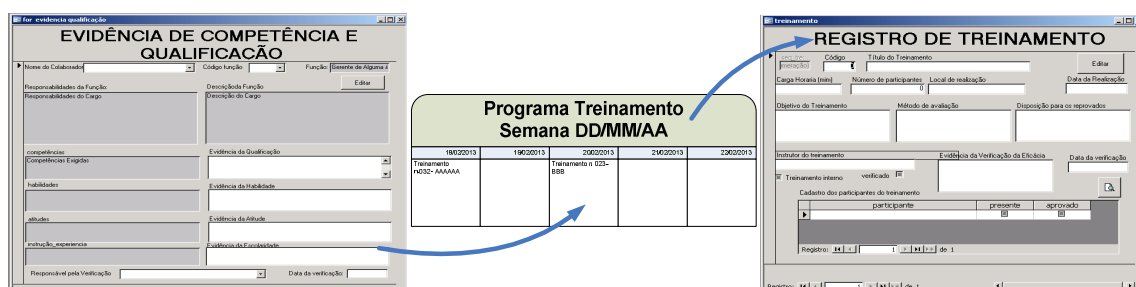 for_evidencia qualificação
EVIDÊNCIA DE COMPETÊNCIA E
QUALIFICAÇÃO
Nome do Colaborador
Código função
Função: Gerente de Alguma
Responsabilidades da Função:
Descriçãoda Função
Editar
Responsabilidades do Cargo
Descrição do Cargo
competências
Evidência da Qualificação
Competências Exigidas
habilidades
Evidência da Habilidade
atitudes
Evidência da Atitude
instrução_experiencia
Evidência da Escolaridade
Responsável pela Verificação
Data da verificação:
Programa Treinamento
Semana DD/MM/AA
18/02/2013 19/02/2013 20/02/2013 21/02/2013 22/02/2013
Treinamento
n032- AAAAAA
Treinamento n 023–
BBB
treinamento
REGISTRO DE TREINAMENTO
Código
Título do Treinamento
Editar
Carga Horaria (mim)
Número de participantes
Local de realização
Data da Realização
0
Objetivo do Treinamento
Método de avaliação
Disposição para os reprovados
Instrutor do treinamento
Evidência da Verificação da Eficácia
Data da verificação
Treinamento interno
verificado
Cadastro dos participantes do treinamento
participante presente aprovado
Registro: 1 de 1
Registro: 1 de 1